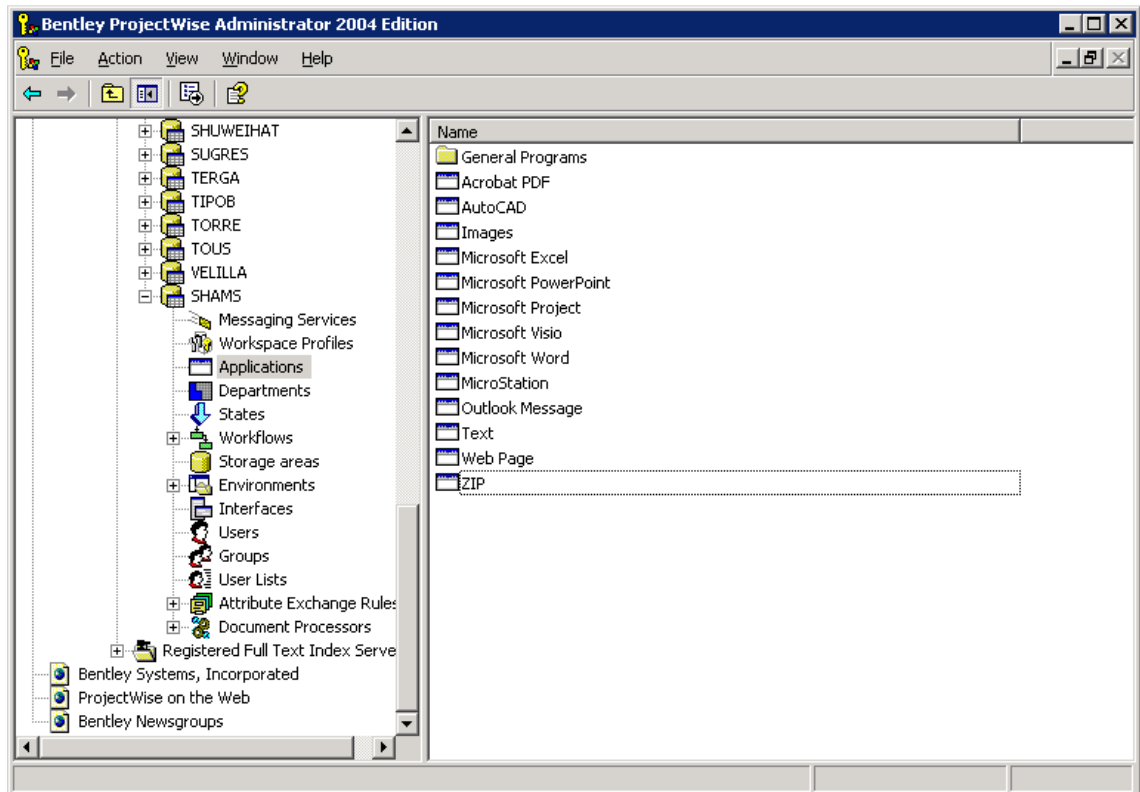 Bentley ProjectWise Administrator 2004 Edition
File Action View Window Help
SHUWEIHAT
SUGRES
TERGA
TIPOB
TORRE
TOUS
VELILLA
SHAMS
Messaging Services
Workspace Profiles
Applications
Departments
States
Workflows
Storage areas
Environments
Interfaces
Users
Groups
User Lists
Attribute Exchange Rules
Document Processors
Registered Full Text Index Serve
Bentley Systems, Incorporated
ProjectWise on the Web
Bentley Newsgroups
Name
General Programs
Acrobat PDF
AutoCAD
Images
Microsoft Excel
Microsoft PowerPoint
Microsoft Project
Microsoft Visio
Microsoft Word
MicroStation
Outlook Message
Text
Web Page
ZIP